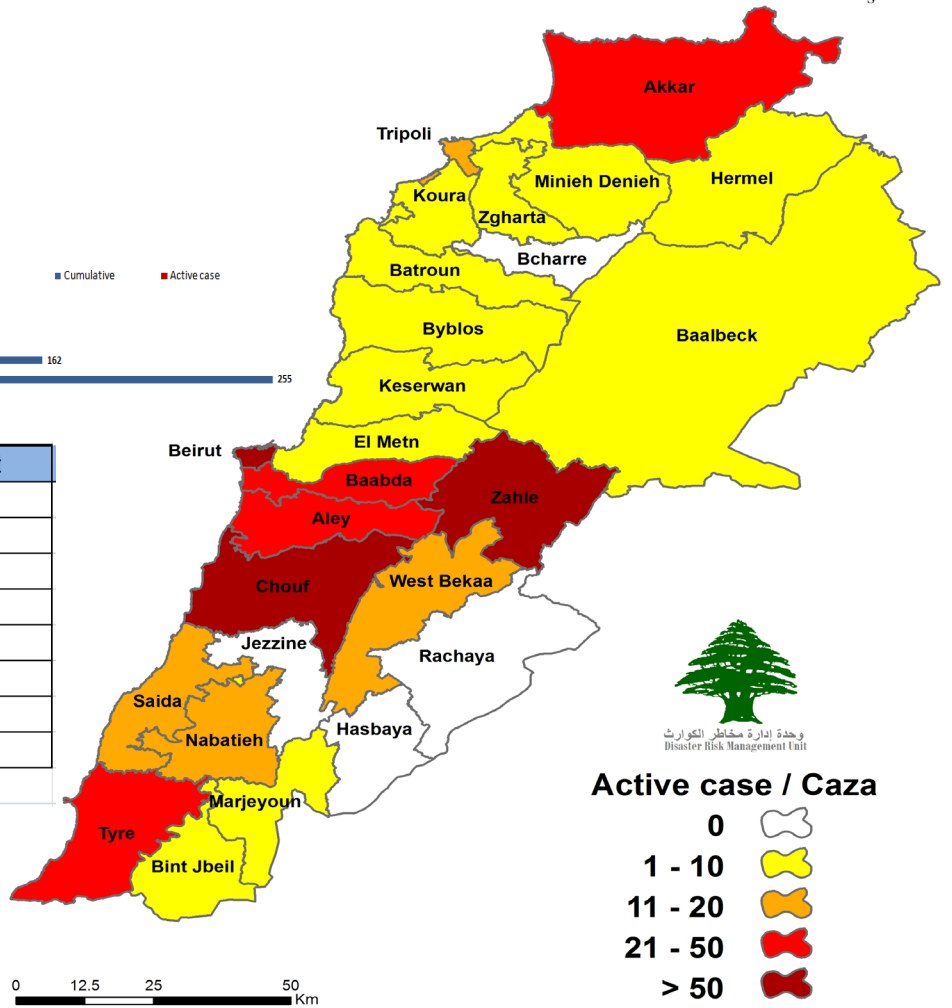 Akkar
Tripoli
Minieh Denieh
Hermel
Koura
Zgharta
Bcharre
Batroun
Cumulative
Active case
Byblos
Baalbeck
162
255
Keserwan
El Metn
Beirut
Baabda
Zahle
Aley
Chouf
West Bekaa
Jezzine
Rachaya
Saida
Hasbaya
Nabatieh
وحدة إدارة مخاطر الكوارث
Disaster Risk Management Unit
Active case / Caza
Marjeyoun
0
Tyre
1 - 10
Bint Jbeil
11 - 20
21 - 50
> 50
0 12.5 25 50
Km